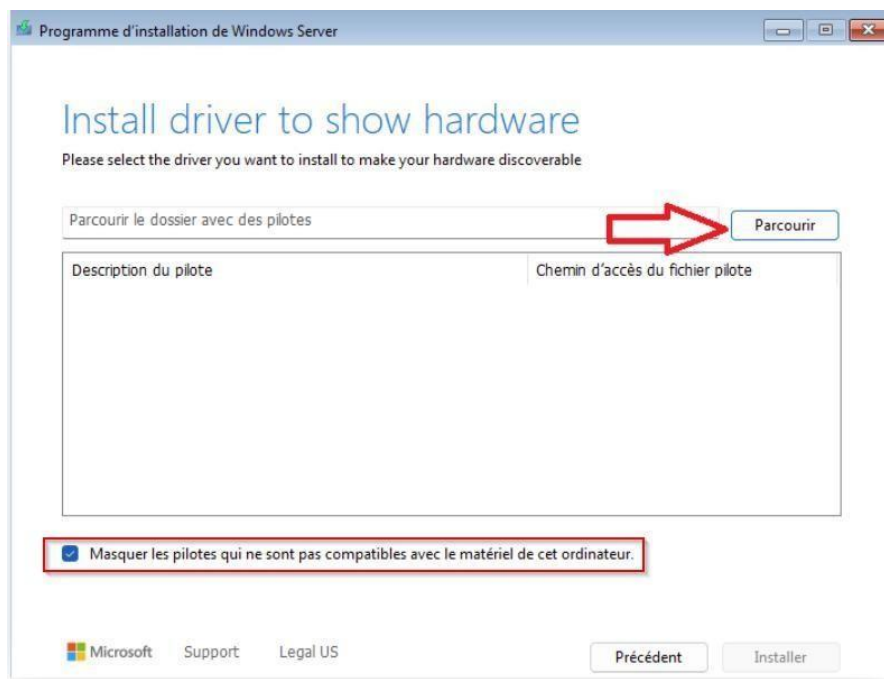 Programme d'installation de Windows Server
Install driver to show hardware
Please select the driver you want to install to make your hardware discoverable
Parcourir le dossier avec des pilotes
Parcourir
Description du pilote
Chemin d'accès du fichier pilote
Masquer les pilotes qui ne sont pas compatibles avec le matériel de cet ordinateur.
Microsoft Support Legal US
Précédent
Installer